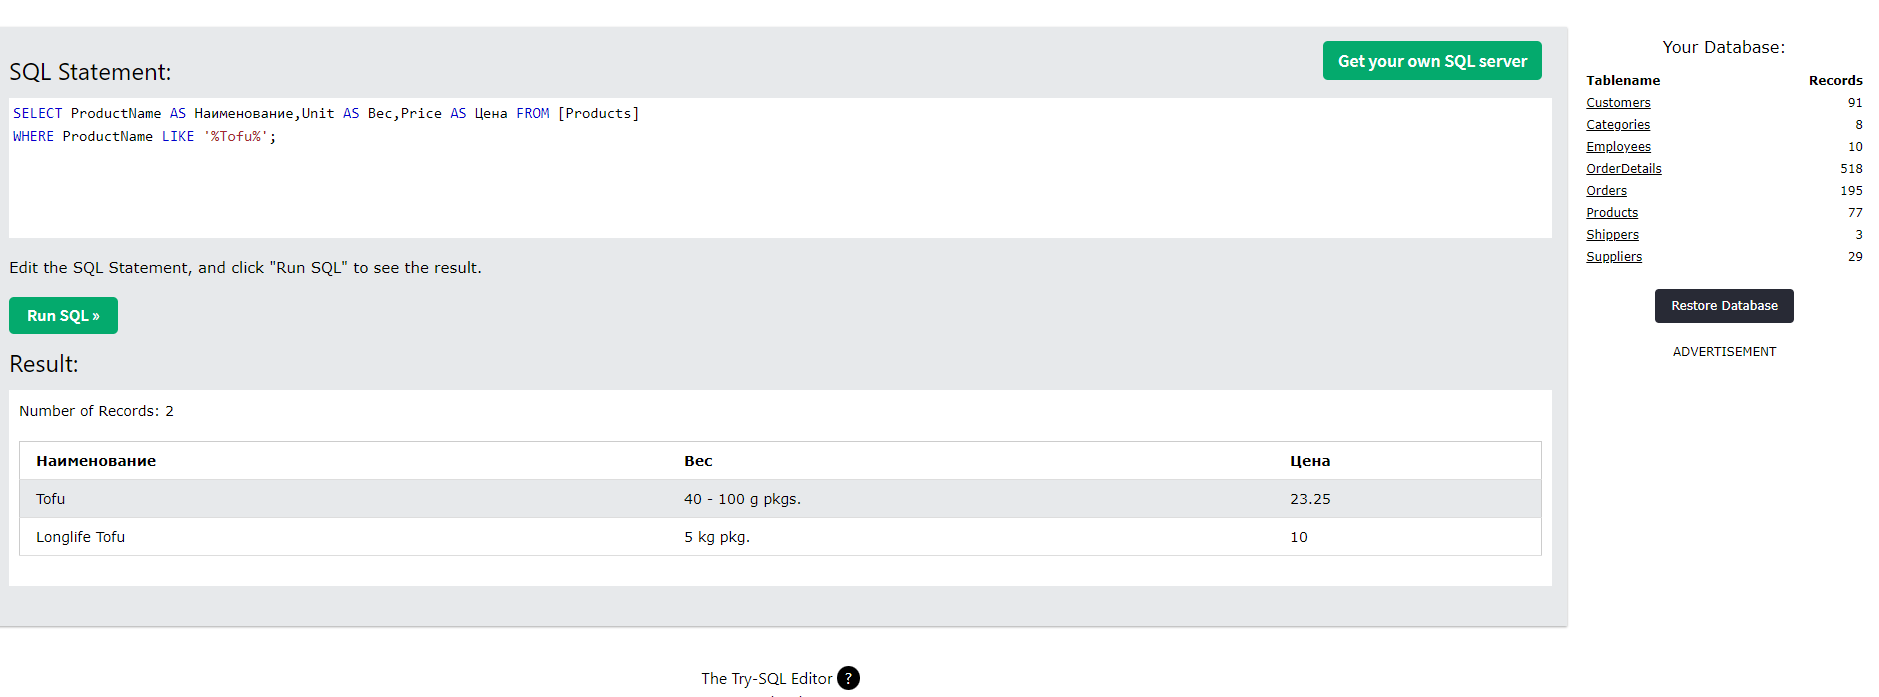 Get your own SQL server
SQL Statement:
SELECT ProductName AS Наименование,Unit AS Вес,Price AS Цена FROM [Products]
WHERE ProductName LIKE '%Tofu%';
Edit the SQL Statement, and click "Run SQL" to see the result.
Run SQL »
Result:
Number of Records: 2
Наименование Вес Цена
Tofu 40 - 100 g pkgs. 23.25
Longlife Tofu 5 kg pkg. 10
Your Database:
Tablename Records
Customers 91
Categories 8
Employees 10
OrderDetails 518
Orders 195
Products 77
Shippers 3
Suppliers 29
Restore Database
ADVERTISEMENT
The Try-SQL Editor ?